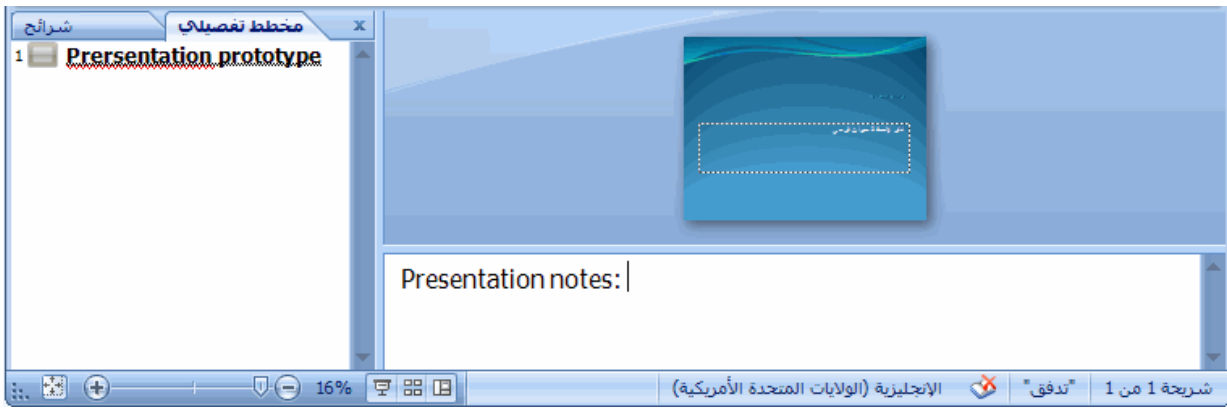 شرائح
مخطط تفصيلي
x
1 Prersentation prototype
Presentation notes:
شريحة 1 من 1
"تدفق"
الإنجليزية (الولايات المتحدة الأمريكية)
16%